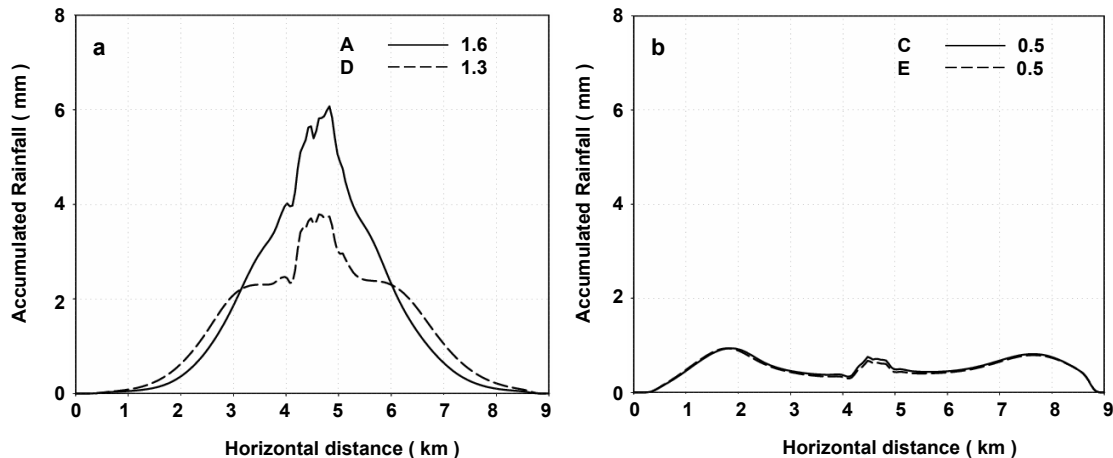 a
A 1.6
D 1.3
Accumulated Rainfall ( mm )
8
6
4
2
0
0 1 2 3 4 5 6 7 8 9
Horizontal distance ( km )
b
C 0.5
E 0.5
Accumulated Rainfall ( mm )
8
6
4
2
0
0 1 2 3 4 5 6 7 8 9
Horizontal distance ( km )